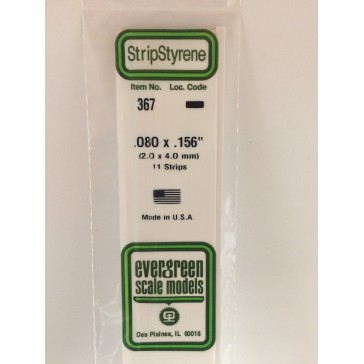 StripStyrene
Item No. Loc. Code
367
.080 x .156"
(2.0 x 4.0 mm)
11 Strips
Made in U.S.A.
evergreen
scale models
Des Plaines, IL 60018